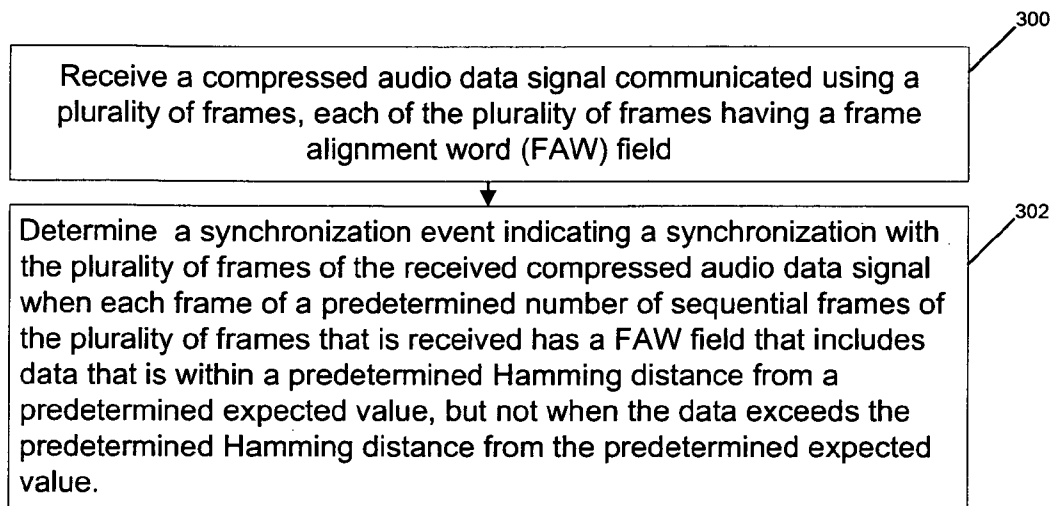 300
Receive a compressed audio data signal communicated using a
plurality of frames, each of the plurality of frames having a frame
alignment word (FAW) field
302
Determine a synchronization event indicating a synchronization with
the plurality of frames of the received compressed audio data signal
when each frame of a predetermined number of sequential frames of
the plurality of frames that is received has a FAW field that includes
data that is within a predetermined Hamming distance from a
predetermined expected value, but not when the data exceeds the
predetermined Hamming distance from the predetermined expected
value.